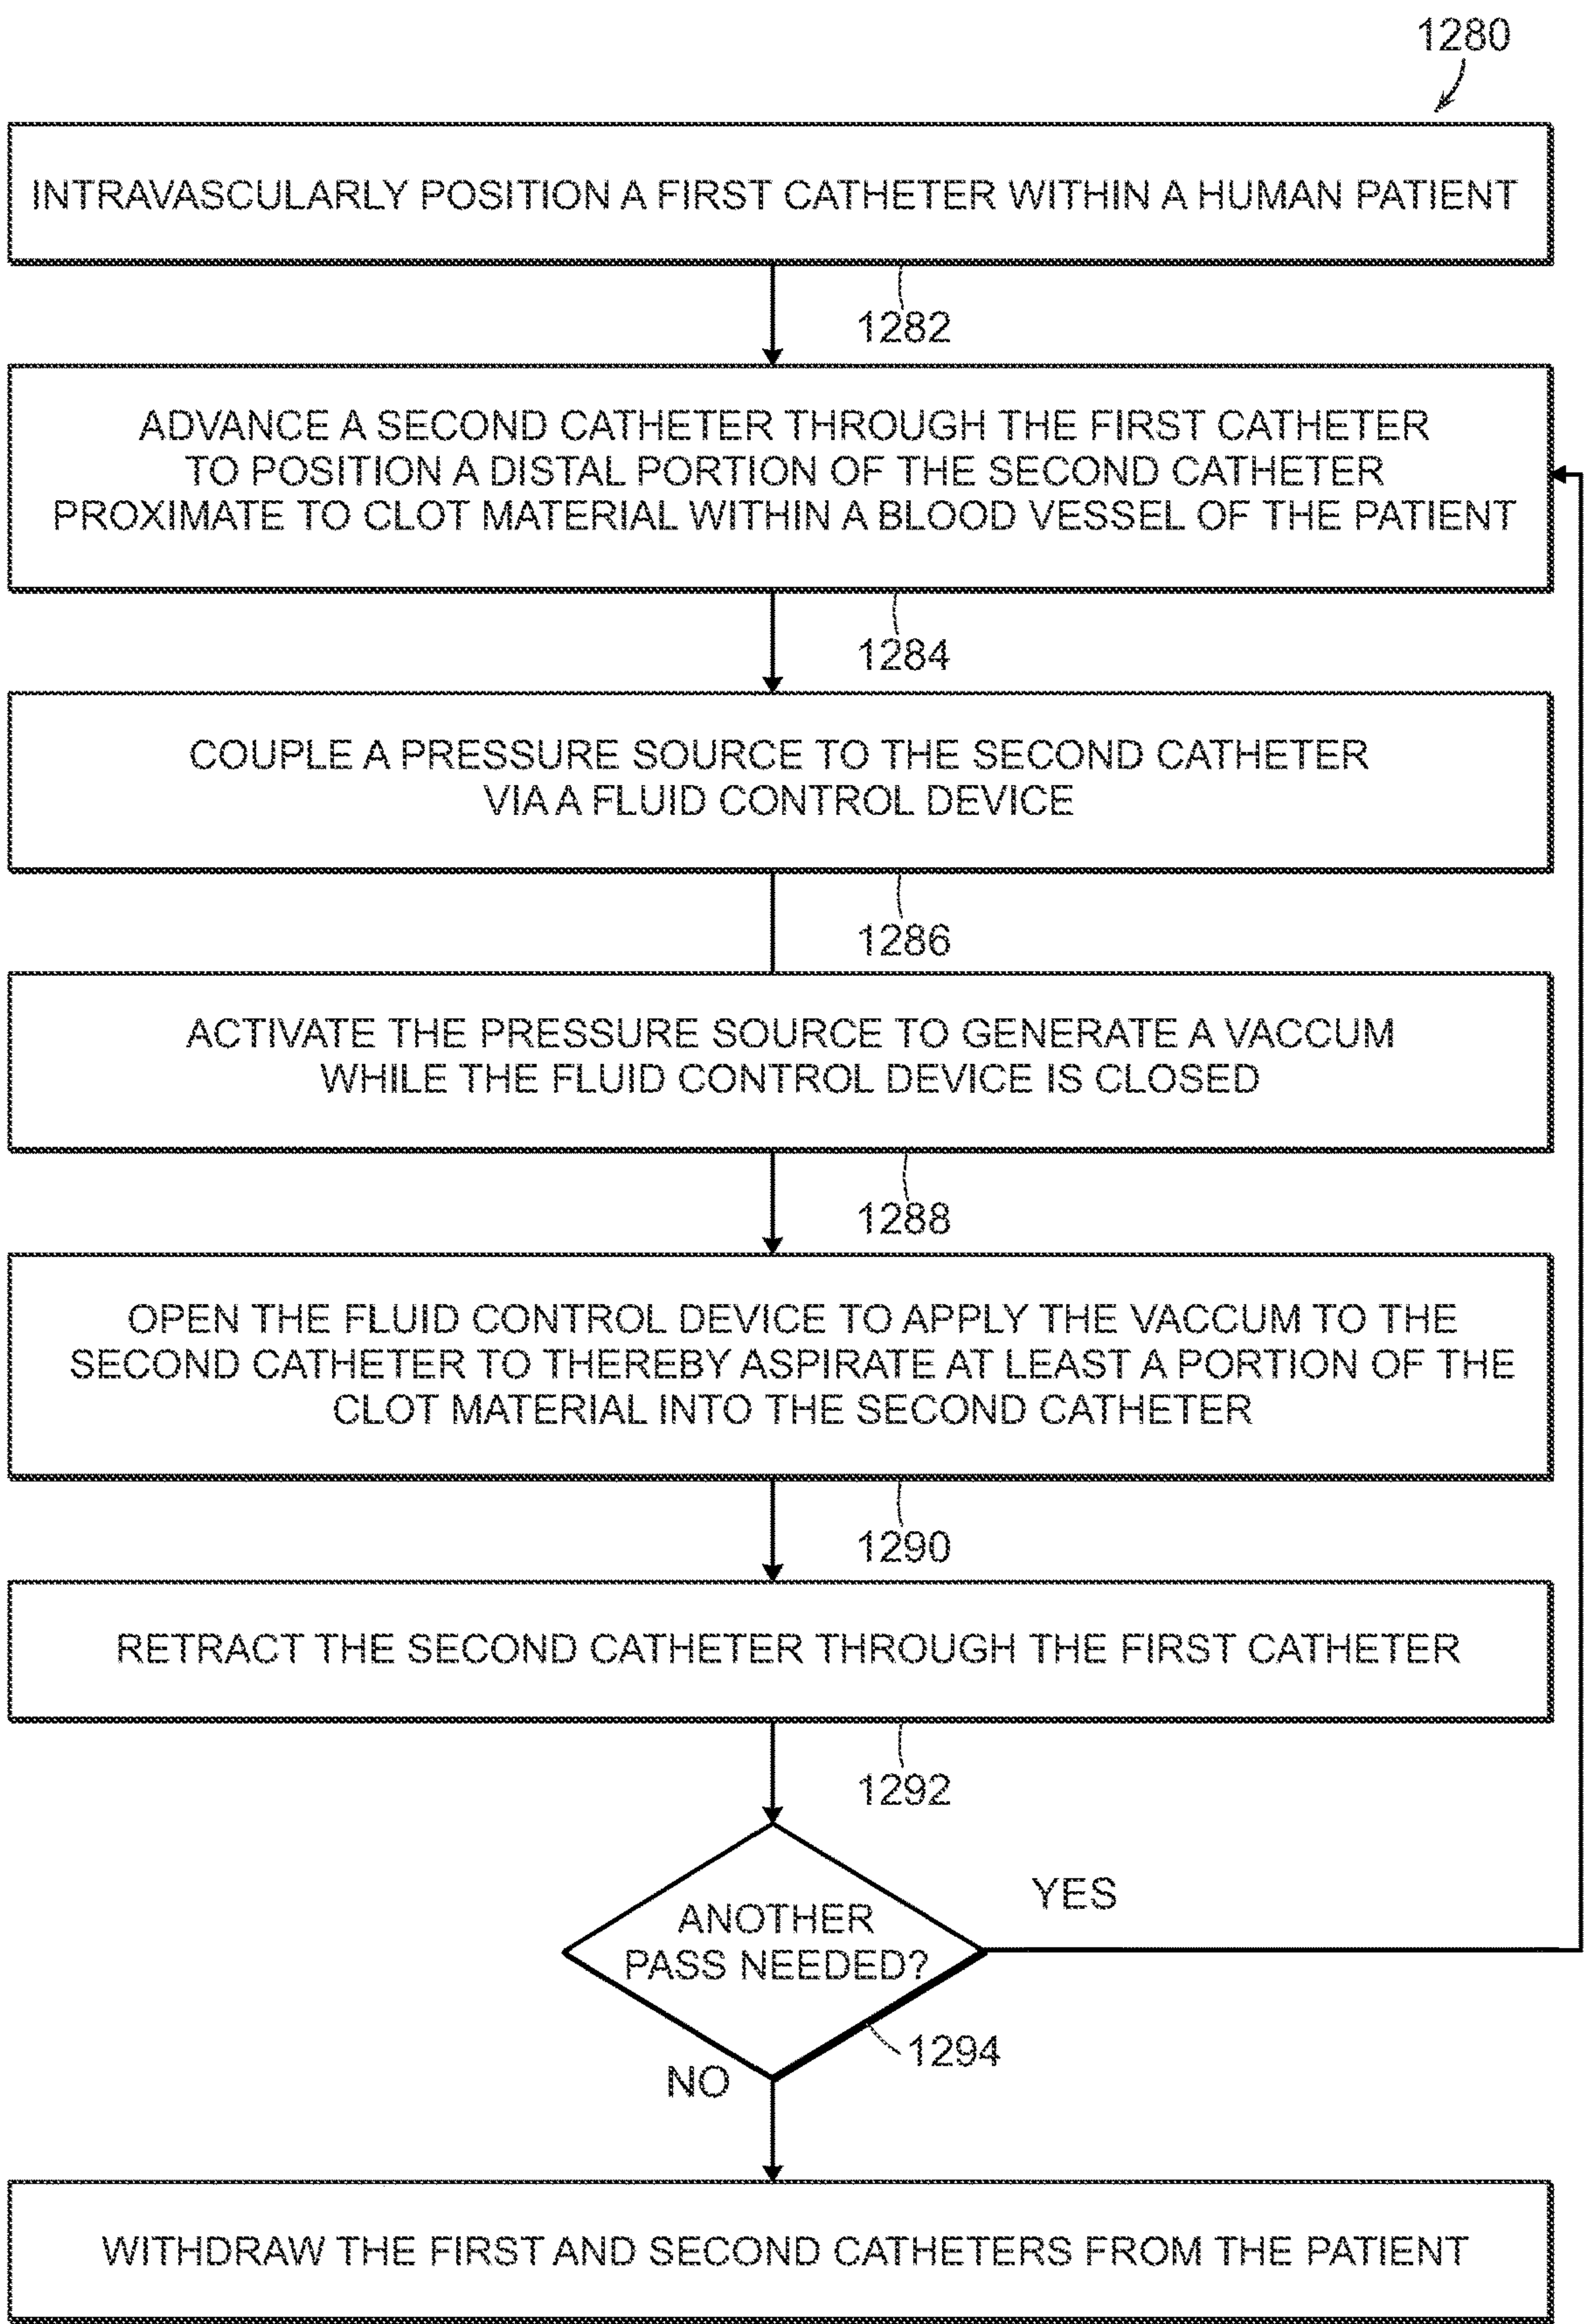 1280
INTRAVASCULARLY POSITION A FIRST CATHETER WITHIN A HUMAN PATIENT
1282
ADVANCE A SECOND CATHETER THROUGH THE FIRST CATHETER
TO POSITION A DISTAL PORTION OF THE SECOND CATHETER
PROXIMATE TO CLOT MATERIAL WITHIN A BLOOD VESSEL OF THE PATIENT
1284
COUPLE A PRESSURE SOURCE TO THE SECOND CATHETER
VIA A FLUID CONTROL DEVICE
1286
ACTIVATE THE PRESSURE SOURCE TO GENERATE A VACCUM
WHILE THE FLUID CONTROL DEVICE IS CLOSED
1288
OPEN THE FLUID CONTROL DEVICE TO APPLY THE VACCUM TO THE
SECOND CATHETER TO THEREBY ASPIRATE AT LEAST A PORTION OF THE
CLOT MATERIAL INTO THE SECOND CATHETER
1290
RETRACT THE SECOND CATHETER THROUGH THE FIRST CATHETER
1292
YES
ANOTHER
PASS NEEDED?
1294
NO
WITHDRAW THE FIRST AND SECOND CATHETERS FROM THE PATIENT